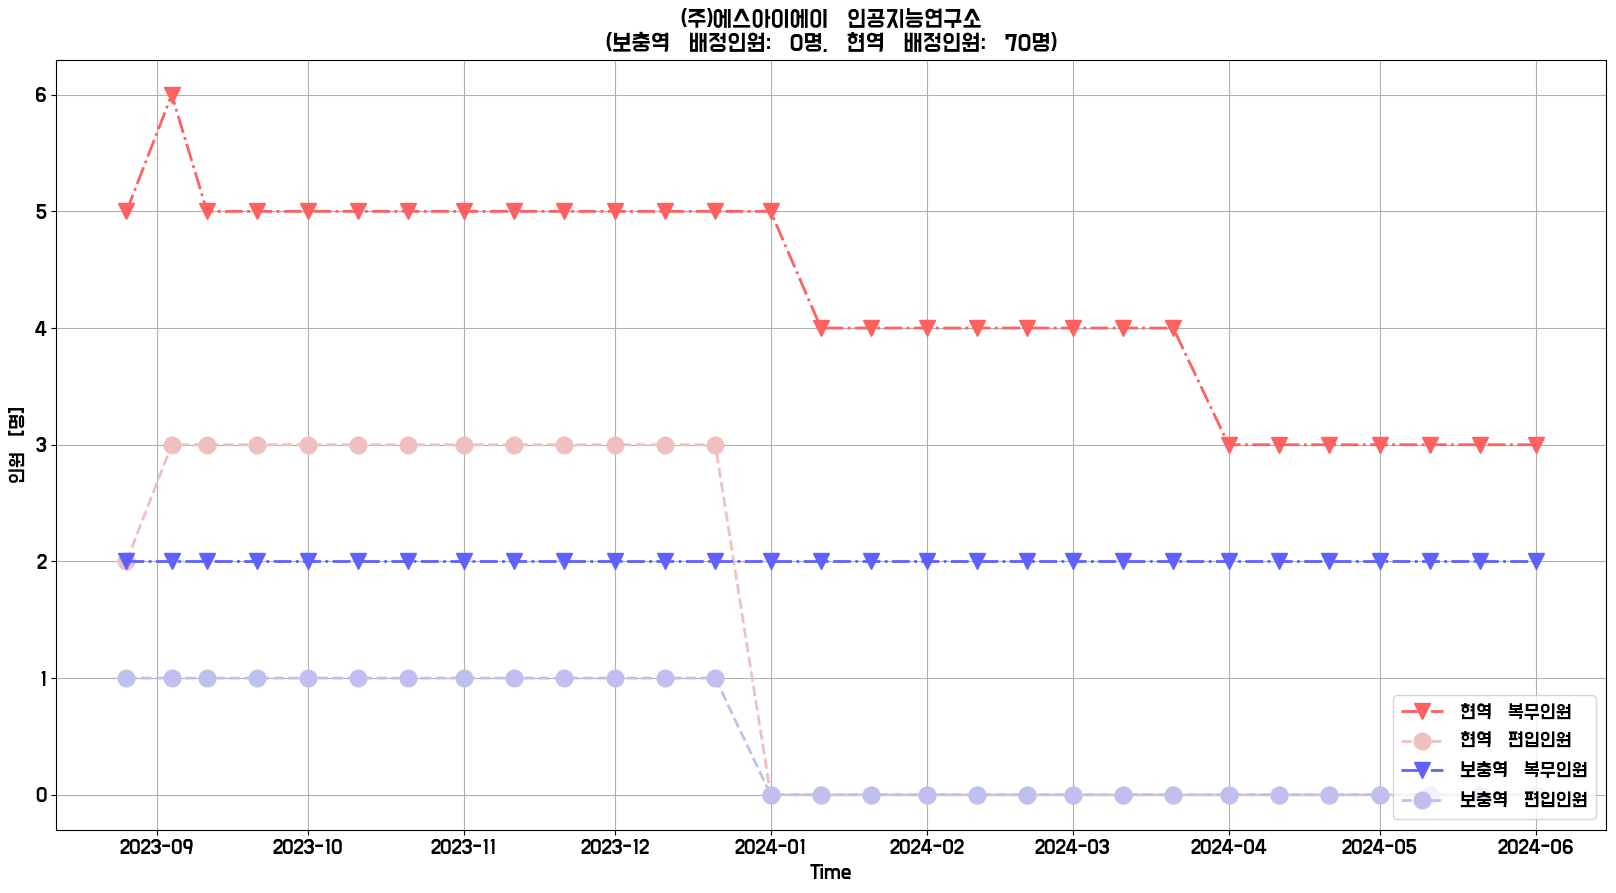 (주)에스아이에이 인공지능연구소
(보충역 배정인원: 0명, 현역 배정인원: 70명)
6
5
4
3
2
1
0
인원 [명]
현역 복무인원
현역 편입인원
보충역 복무인원
보충역 편입인원
2023-09 2023-10 2023-11 2023-12 2024-01 2024-02 2024-03 2024-04 2024-05 2024-06
Time